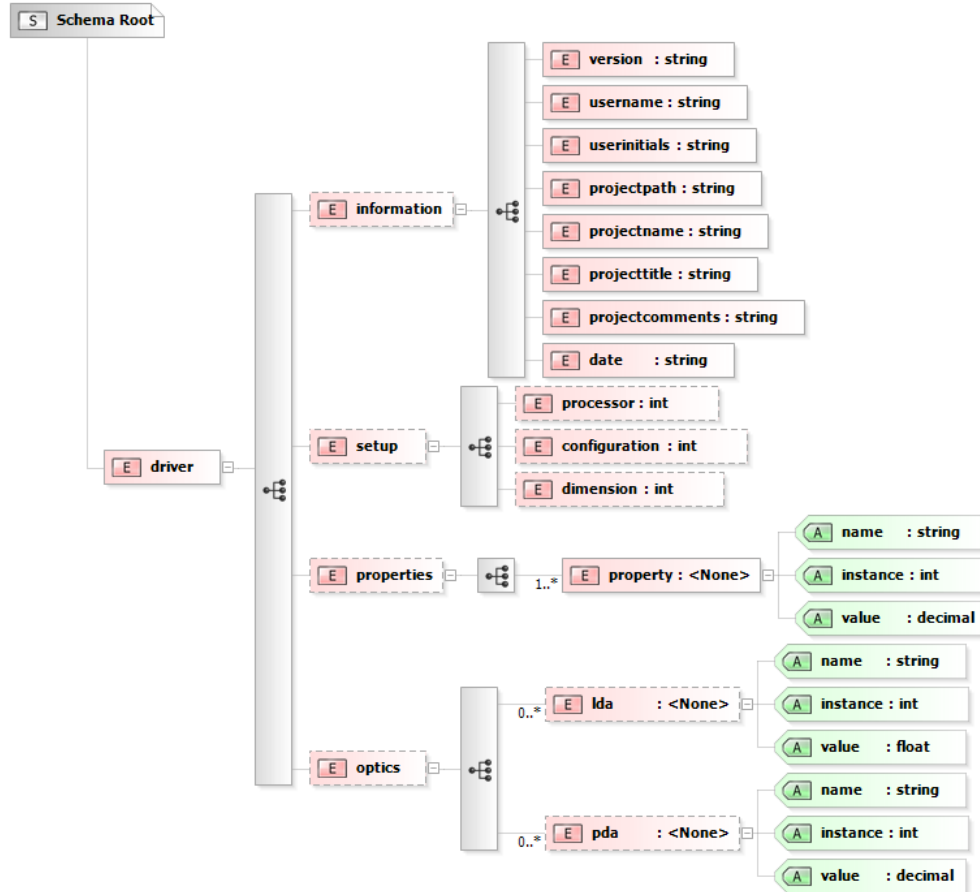 S Schema Root
E driver
E information
E version : string
E username : string
E userinitials : string
E projectpath : string
E projectname : string
E projecttitle : string
E projectcomments : string
E date : string
E setup
E processor : int
E configuration : int
E dimension : int
E properties
1..*
E property : <None>
A name : string
A instance : int
A value : decimal
E optics
0..*
E lda : <None>
A name : string
A instance : int
A value : float
0..*
E pda : <None>
A name : string
A instance : int
A value : decimal